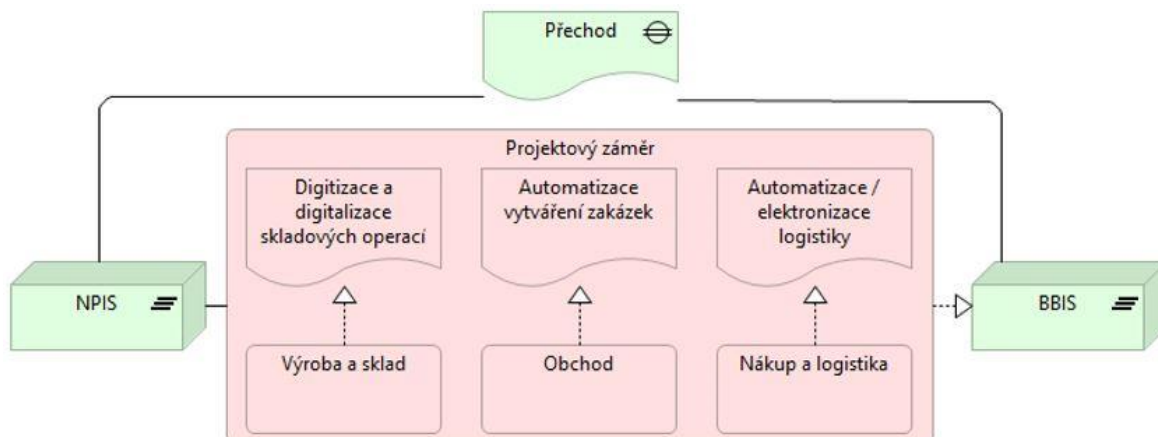 Přechod
Projektový záměr
Digitizace a
digitalizace
skladových operací
Automatizace
vytváření zakázek
Automatizace /
elektronizace
logistiky
NPIS
BBIS
Výroba a sklad
Obchod
Nákup a logistika